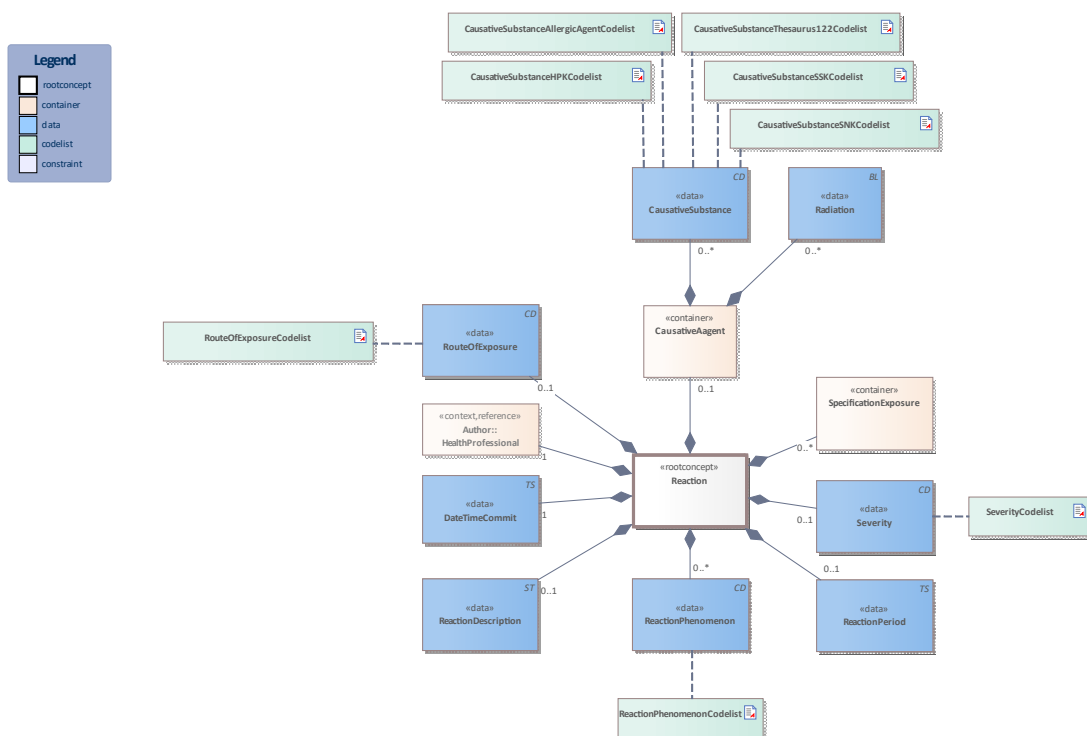 CausativeSubstanceAllergicAgentCodelist
CausativeSubstanceThesaurus122Codelist
CausativeSubstanceHPKCodelist
CausativeSubstanceSSKCodelist
CausativeSubstanceSNKCodelist
Legend
rootconcept
container
data
codelist
constraint
CD
«data»
CausativeSubstance
0..*
BL
«data»
Radiation
0..*
«container»
CausativeAagent
0..1
RouteOfExposureCodelist
CD
«data»
RouteOfExposure
0..1
«container»
SpecificationExposure
0..*
«context,reference»
Author::
HealthProfessional
1
«rootconcept»
Reaction
TS
«data»
DateTimeCommit
1
CD
«data»
Severity
0..1
SeverityCodelist
ST
«data»
ReactionDescription
0..1
0..*
CD
«data»
ReactionPhenomenon
0..1
TS
«data»
ReactionPeriod
ReactionPhenomenonCodelist